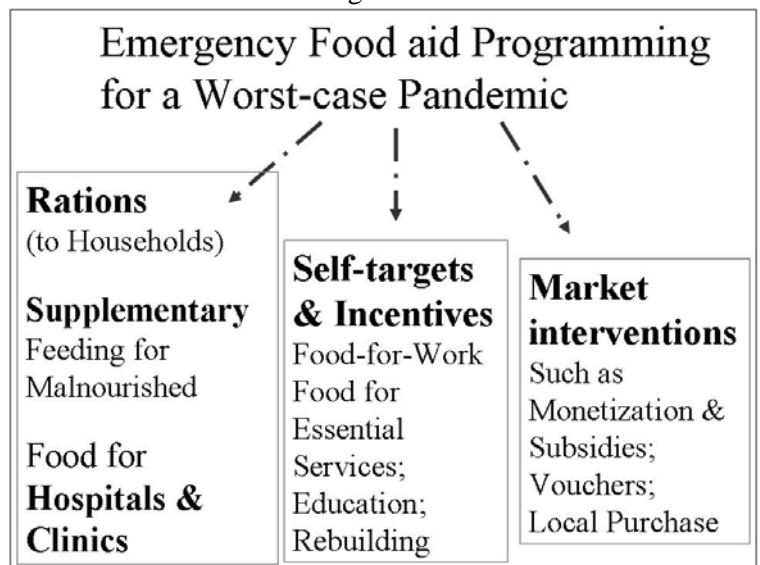 Emergency Food aid Programming
for a Worst-case Pandemic
Rations
(to Households)
Supplementary
Feeding for
Malnourished
Food for
Hospitals &
Clinics
Self-targets
& Incentives
Food-for-Work
Food for
Essential
Services;
Education;
Rebuilding
Market
interventions
Such as
Monetization &
Subsidies;
Vouchers;
Local Purchase